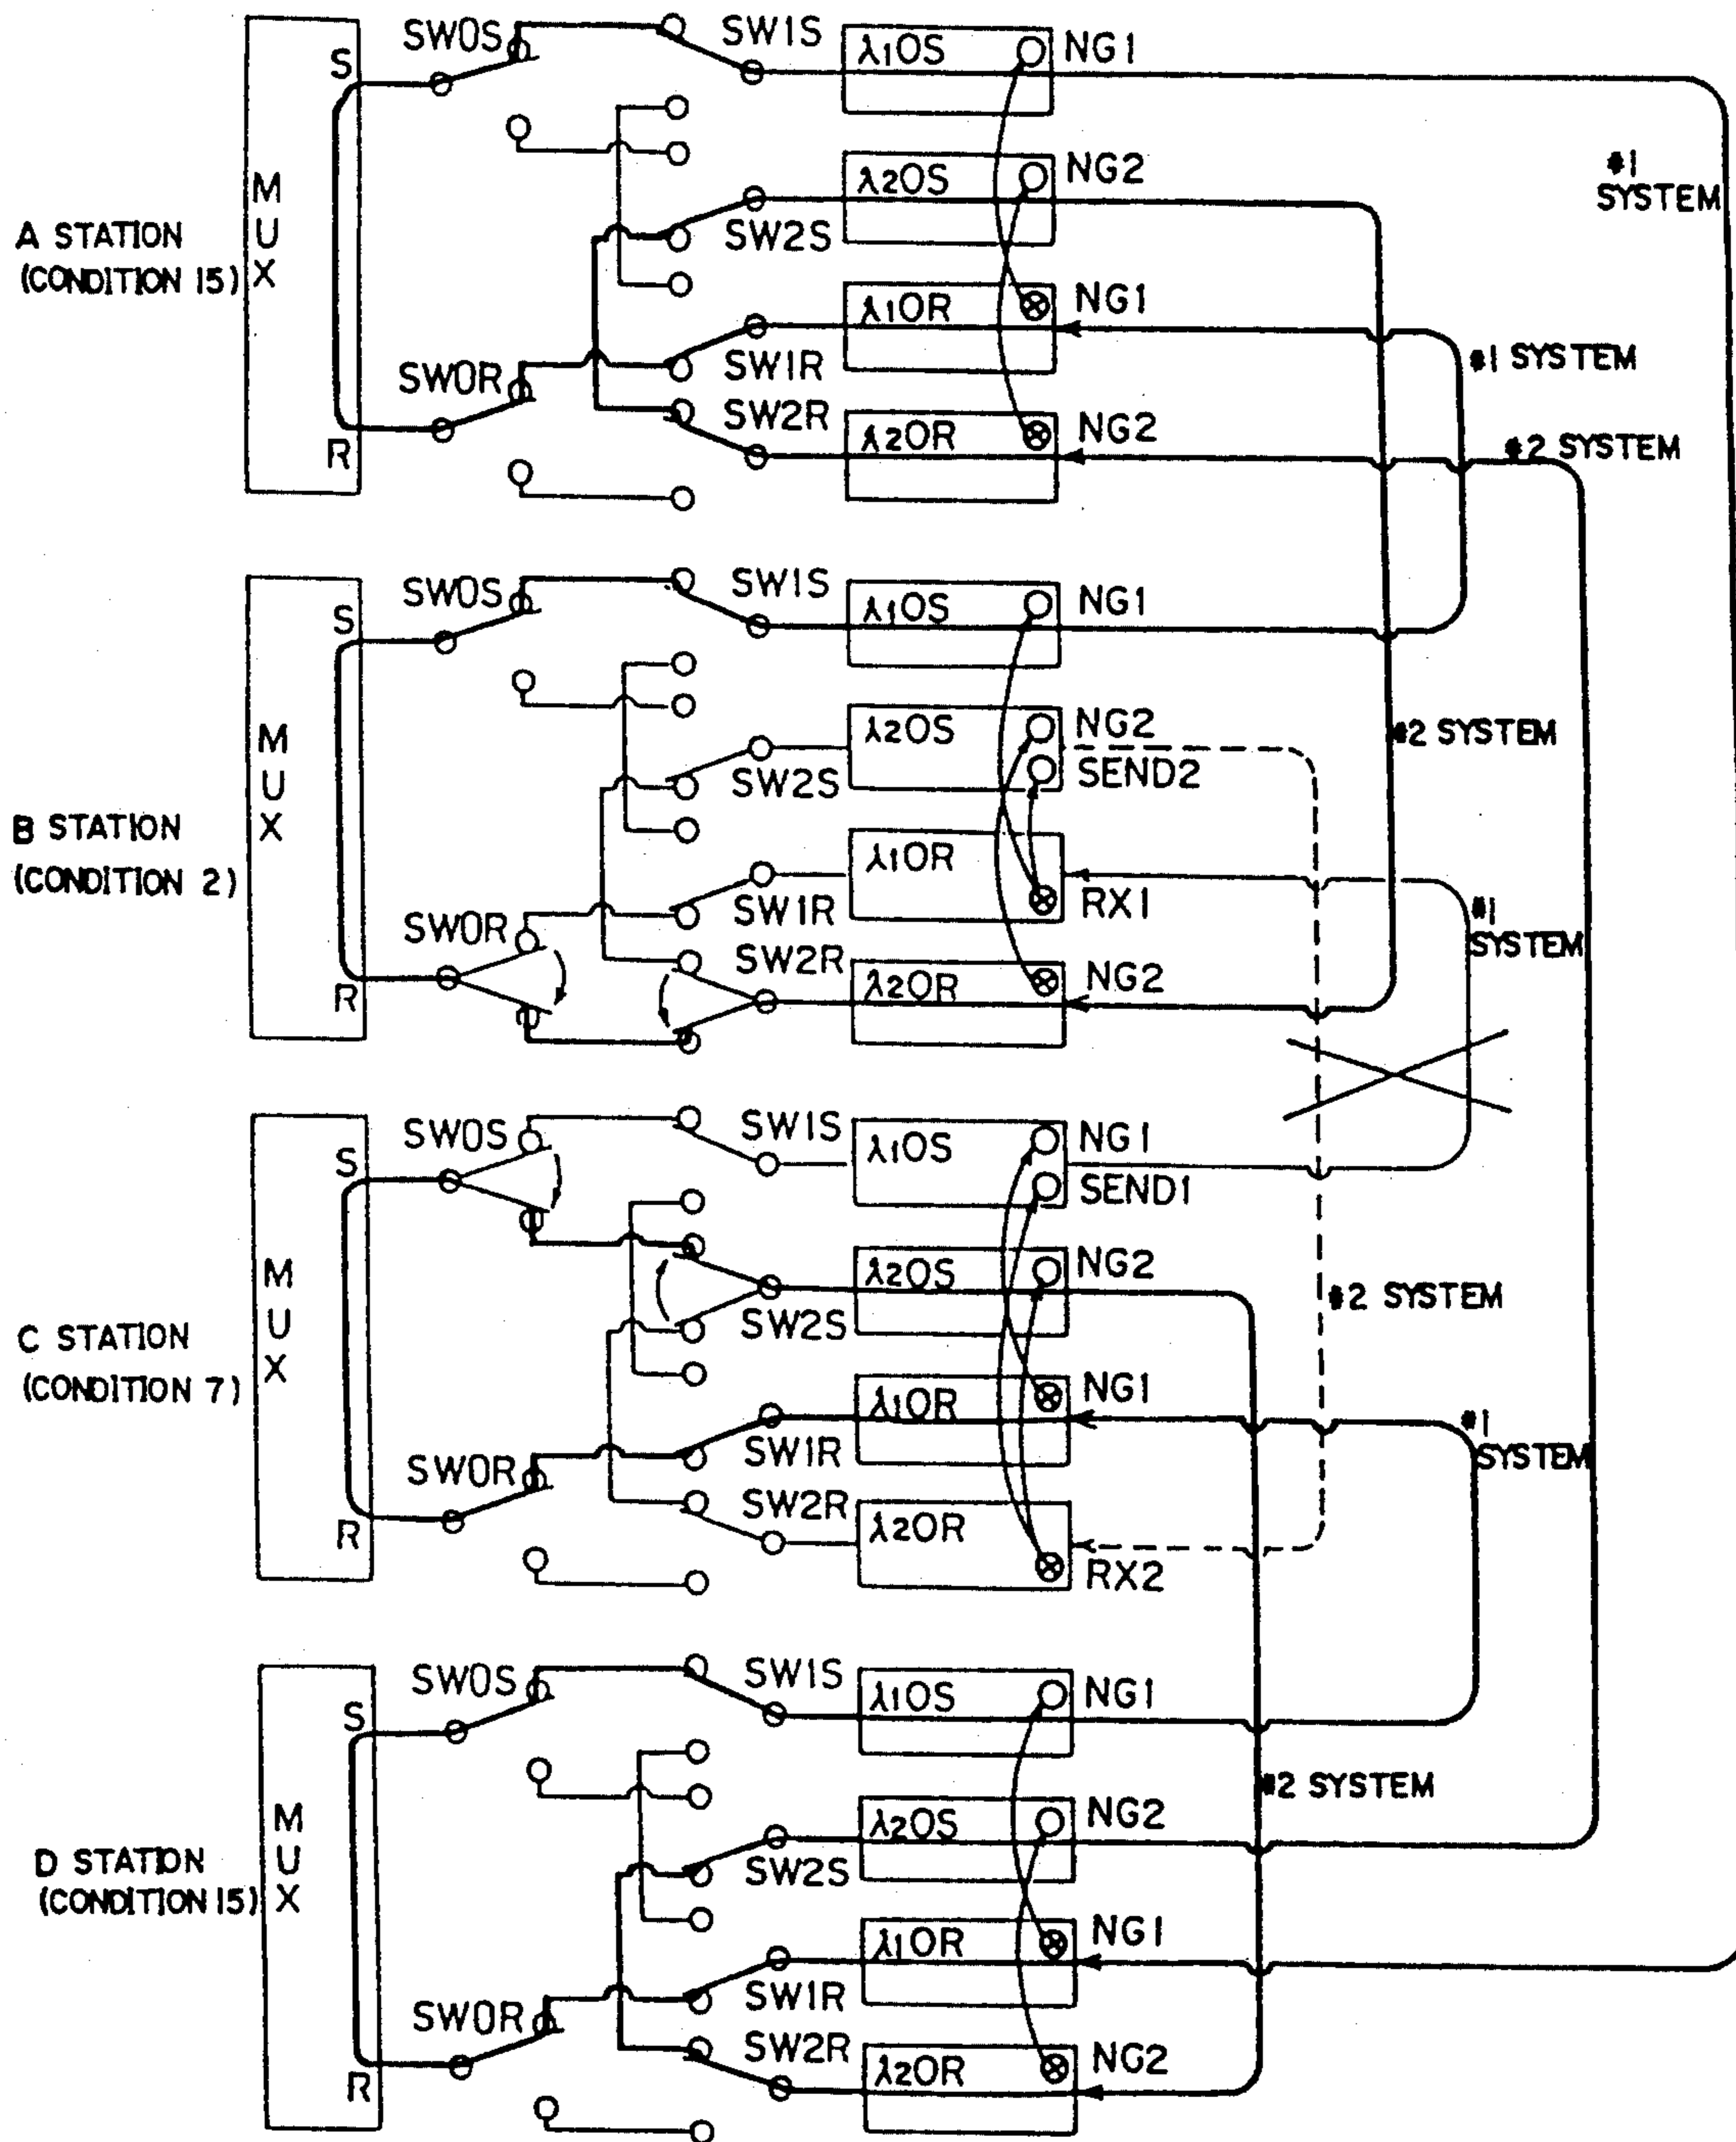 SW0S
SW1S
λ1OS
NG1
S
MUX
#1
SYSTEM
λ2OS
NG2
A STATION
(CONDITION 15)
SW2S
λ1OR
NG1
SW1R
#1 SYSTEM
SW0R
SW2R
λ2OR
NG2
#2 SYSTEM
R
SW0S
SW1S
λ1OS
NG1
S
MUX
λ2OS
NG2
SEND2
#2 SYSTEM
SW2S
B STATION
(CONDITION 2)
λ1OR
RX1
SW1R
#1
SYSTEM
SW0R
SW2R
λ2OR
NG2
R
SW0S
SW1S
λ1OS
NG1
SEND1
S
MUX
λ2OS
NG2
#2 SYSTEM
SW2S
C STATION
(CONDITION 7)
λ1OR
NG1
SW1R
#1
SYSTEM
SW0R
SW2R
λ2OR
RX2
R
SW0S
SW1S
λ1OS
NG1
S
#2 SYSTEM
MUX
λ2OS
NG2
SW2S
D STATION
(CONDITION 15)
λ1OR
NG1
SW1R
SW0R
SW2R
λ2OR
NG2
R